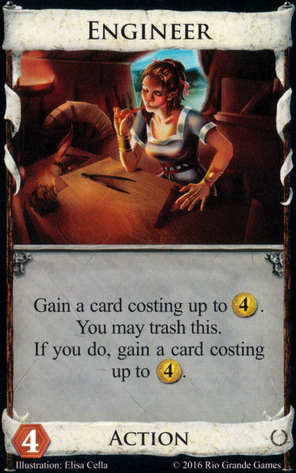 ENGINEER
Gain a card costing up to 4.
You may trash this.
If you do, gain a card costing
up to 4.
4
ACTION
Illustration: Elisa Cella
© 2016 Rio Grande Games